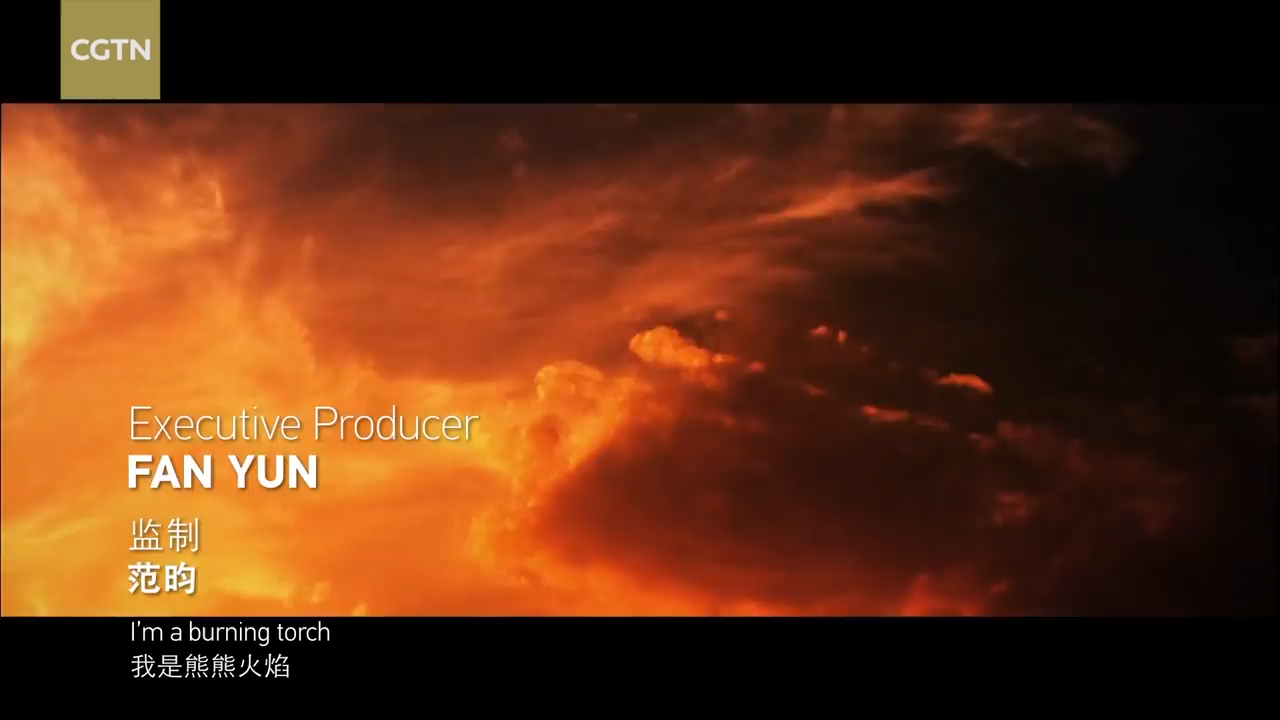 CGTN
Executive Producer
FAN YUN
监制
范昀
I'm a burning torch
我是熊熊火焰